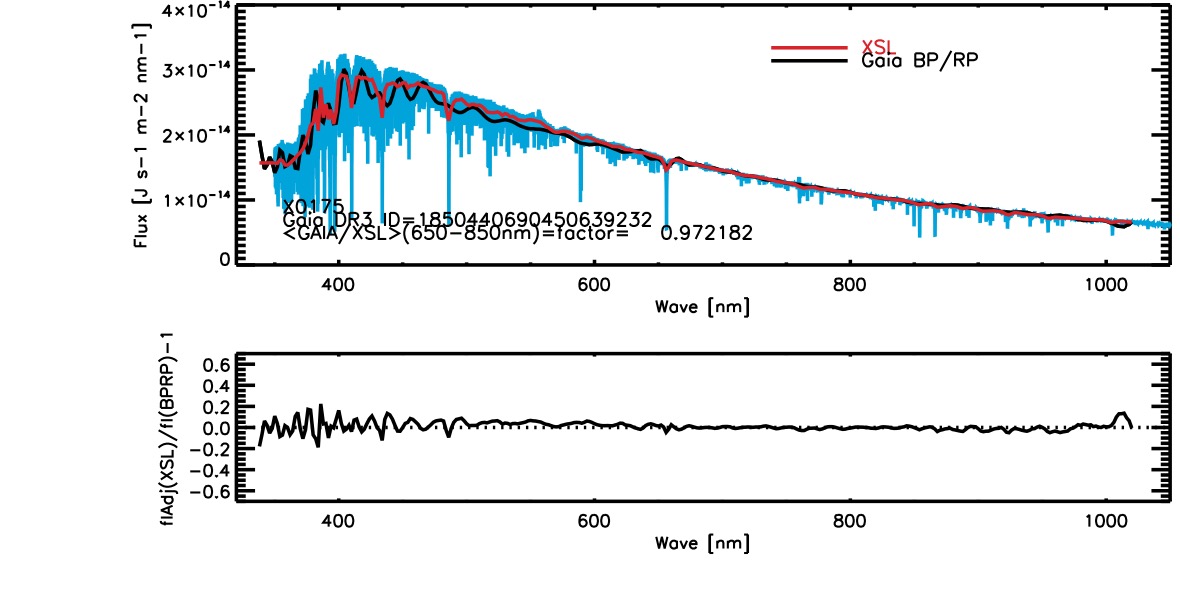 4×10−14
3×10−14
2×10−14
1×10−14
0
Flux [J s−1 m−2 nm−1]
XSL
Gaia BP/RP
X0175
Gaia DR3 ID=1850440690450639232
<GAIA/XSL>(650−850nm)=factor= 0.972182
400 600 800 1000
Wave [nm]
0.6
0.4
0.2
0.0
−0.2
−0.4
−0.6
flAdj(XSL)/fl(BPRP)−1
400 600 800 1000
Wave [nm]